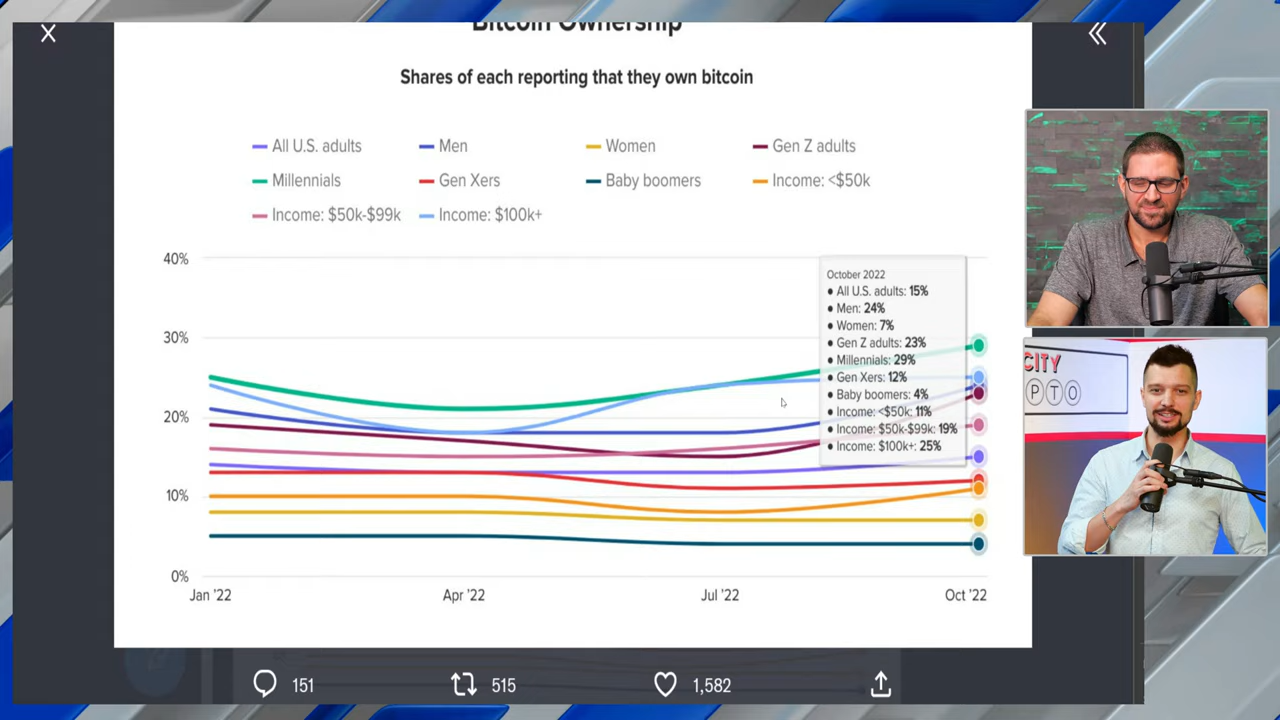 Bitcoin Ownership
Shares of each reporting that they own bitcoin
All U.S. adults Men Women Gen Z adults
Millennials Gen Xers Baby boomers Income: <$50k
Income: $50k-$99k Income: $100k+
40%
30%
20%
10%
0%
Jan '22 Apr '22 Jul '22 Oct '22
October 2022
• All U.S. adults: 15%
• Men: 24%
• Women: 7%
• Gen Z adults: 23%
• Millennials: 29%
• Gen Xers: 12%
• Baby boomers: 4%
• Income: <$50k: 11%
• Income: $50k-$99k: 19%
• Income: $100k+: 25%
CITY
PTO
151 515 1,582